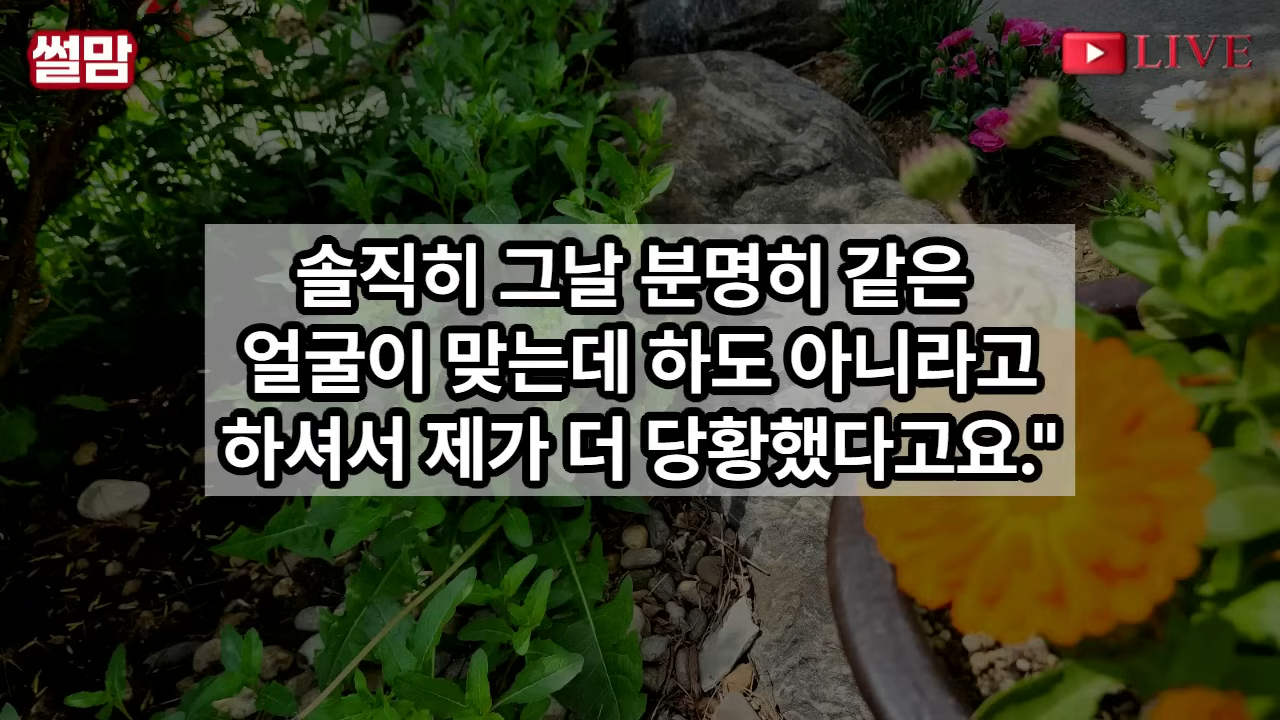 썰맘
LIVE
솔직히 그날 분명히 같은
얼굴이 맞는데 하도 아니라고
하셔서 제가 더 당황했다고요."